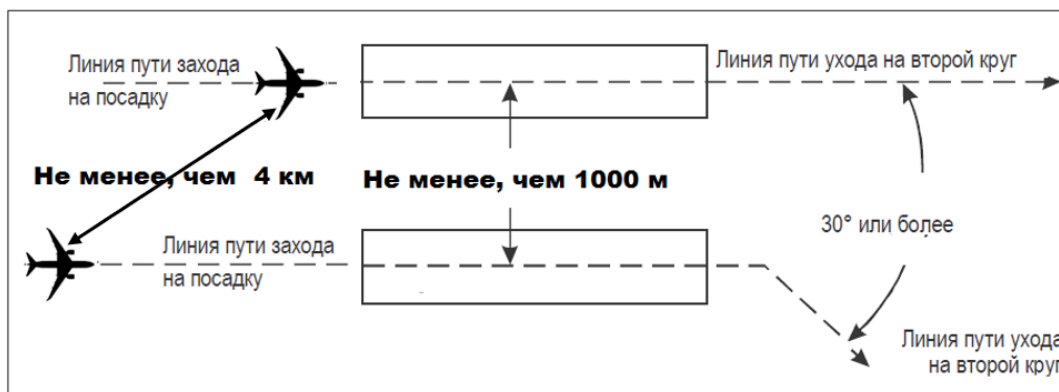 Линия пути захода
на посадку
Линия пути ухода на второй круг
Не менее, чем 4 км
Не менее, чем 1000 м
30° или более
Линия пути захода
на посадку
Линия пути ухода
на второй круг